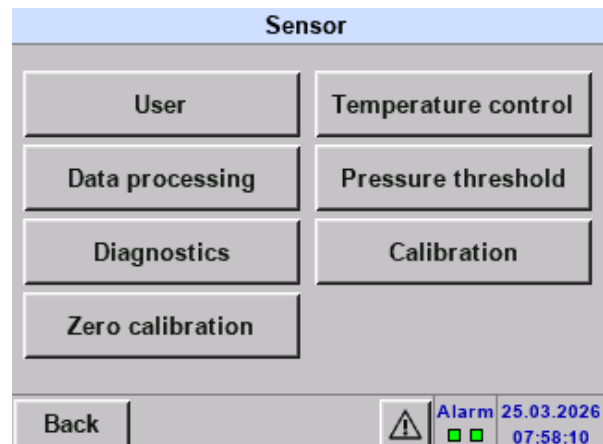 Sensor
User
Temperature control
Data processing
Pressure threshold
Diagnostics
Calibration
Zero calibration
Back
Alarm
25.03.2026
07:58:10